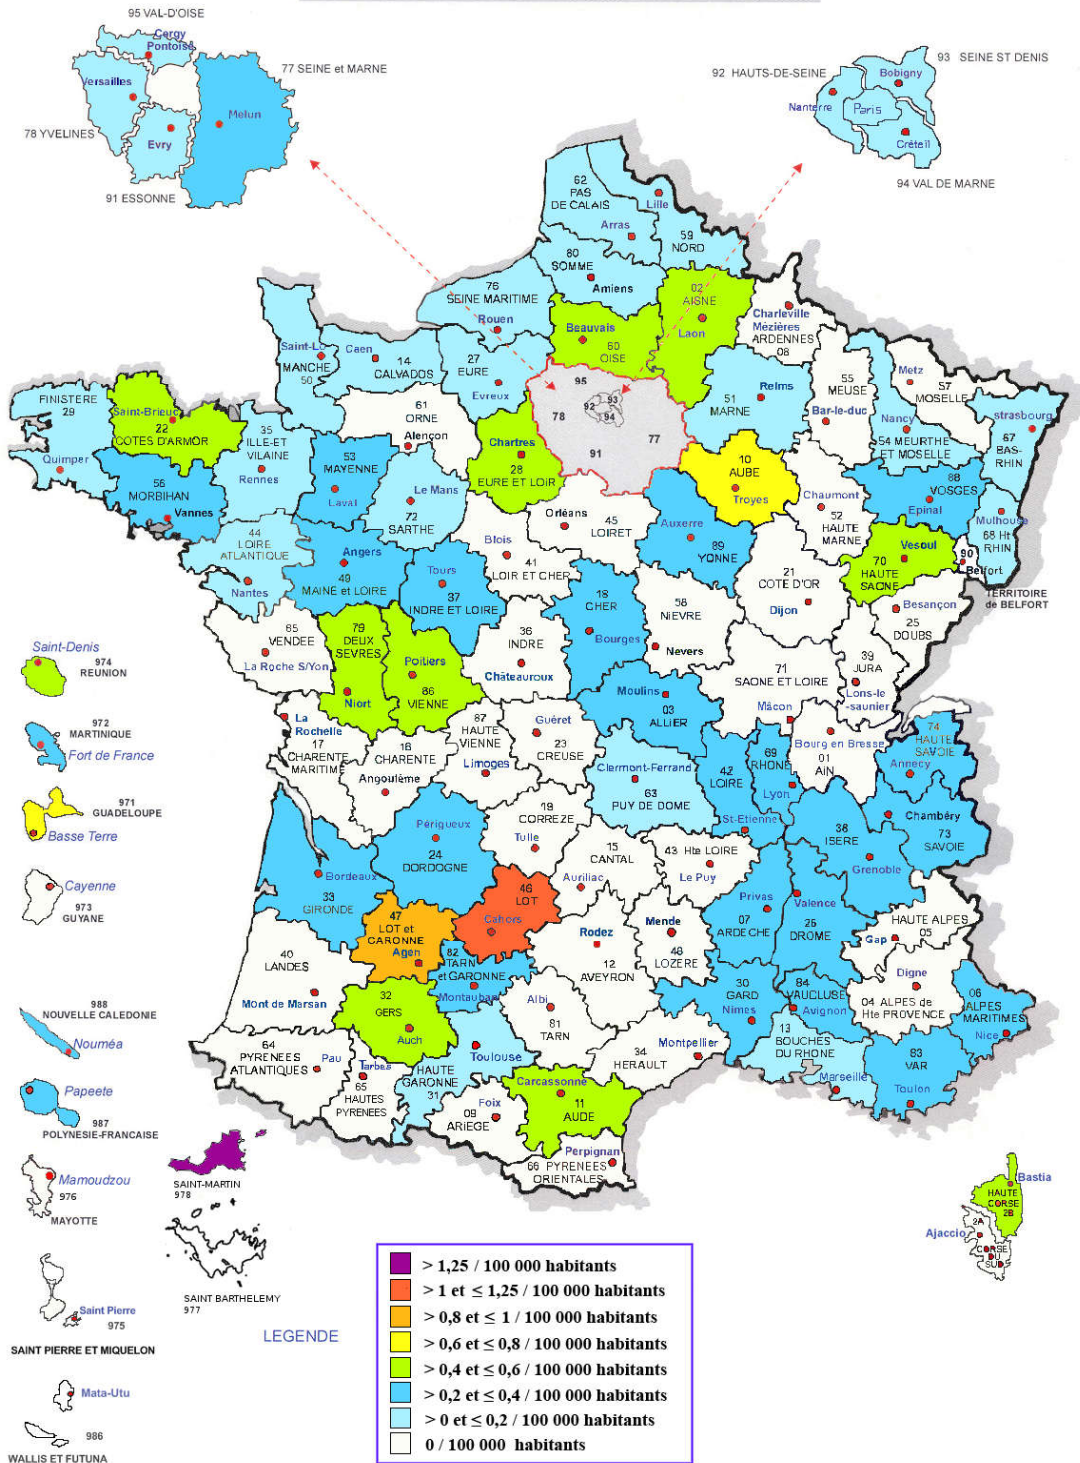 95 VAL-D'OISE
Cergy
Pontoise
Versailles
77 SEINE et MARNE
Melun
78 YVELINES
Evry
91 ESSONNE
93 SEINE ST DENIS
92 HAUTS-DE-SEINE
Bobigny
Nanterre
Paris
Créteil
94 VAL DE MARNE
62
PAS
DE CALAIS
Lille
Arras
59
NORD
80
SOMME
Amiens
02
AISNE
Laon
76
SEINE MARITIME
Rouen
Beauvais
60
OISE
Charleville
Mézières
ARDENNES
08
Saint-Lô
MANCHE
50
Caen
14
CALVADOS
27
EURE
Evreux
95
78
92
93
94
77
91
51
MARNE
Reims
55
MEUSE
Bar-le-duc
Metz
57
MOSELLE
Nancy
54 MEURTHE
ET MOSELLE
strasbourg
67
BAS-
RHIN
FINISTERE
29
Quimper
Saint-Brieuc
22
COTES D'ARMOR
35
ILLE-ET
VILAINE
Rennes
56
MORBIHAN
Vannes
61
ORNE
Alençon
53
MAYENNE
Laval
Le Mans
72
SARTHE
Chartres
28
EURE ET LOIR
10
AUBE
Troyes
Chaumont
52
HAUTE
MARNE
88
VOSGES
Epinal
Mulhouse
68 Ht
RHIN
44
LOIRE
ATLANTIQUE
Nantes
Angers
49
MAINE et LOIRE
Tours
37
INDRE ET LOIRE
Blois
41
LOIR ET CHER
Orléans
45
LOIRET
Auxerre
89
YONNE
21
COTE D'OR
Dijon
Vesoul
70
HAUTE
SAONE
90
Belfort
TERRITOIRE
de BELFORT
Besançon
25
DOUBS
85
VENDEE
La Roche S/Yon
79
DEUX
SEVRES
Niort
Poitiers
86
VIENNE
36
INDRE
Châteauroux
18
CHER
Bourges
58
NIEVRE
Nevers
71
SAONE ET LOIRE
Mâcon
39
JURA
Lons-le
-saunier
La
Rochelle
17
CHARENTE
MARITIME
16
CHARENTE
Angoulême
87
HAUTE
VIENNE
Limoges
Guéret
23
CREUSE
Moulins
03
ALLIER
Clermont-Ferrand
63
PUY DE DOME
42
LOIRE
St-Etienne
69
RHONE
Lyon
Bourg en Bresse
01
AIN
74
HAUTE
SAVOIE
Annecy
Chambéry
73
SAVOIE
38
ISERE
Grenoble
Périgueux
24
DORDOGNE
19
CORREZE
Tulle
15
CANTAL
Auriliac
43 Hte LOIRE
Le Puy
Bordeaux
33
GIRONDE
47
LOT et
GARONNE
Agen
46
LOT
Cahors
Rodez
12
AVEYRON
Mende
48
LOZERE
Privas
07
ARDECHE
Valence
26
DROME
HAUTE ALPES
05
Gap
40
LANDES
Mont de Marsan
32
GERS
Auch
82
TARN
et GARONNE
Montauban
Albi
81
TARN
30
GARD
Nimes
84
VAUCLUSE
Avignon
Digne
04 ALPES de
Hte PROVENCE
06
ALPES
MARITIMES
Nice
64
PYRENEES
ATLANTIQUES
Pau
Tarbes
65
HAUTES
PYRENEES
Toulouse
HAUTE
GARONNE
31
Foix
09
ARIEGE
Carcassonne
11
AUDE
34
HERAULT
Montpellier
13
BOUCHES
DU RHONE
Marseille
83
VAR
Toulon
Perpignan
66 PYRENEES
ORIENTALES
Bastia
HAUTE
CORSE
2B
Ajaccio
2A
CORSE
DU
SUD
Saint-Denis
974
REUNION
972
MARTINIQUE
Fort de France
971
GUADELOUPE
Basse Terre
Cayenne
973
GUYANE
988
NOUVELLE CALEDONIE
Nouméa
Papeete
987
POLYNESIE-FRANCAISE
Mamoudzou
976
MAYOTTE
SAINT-MARTIN
978
SAINT BARTHELEMY
977
Saint Pierre
975
SAINT PIERRE ET MIQUELON
Mata-Utu
986
WALLIS ET FUTUNA
LEGENDE
> 1,25 / 100 000 habitants
> 1 et ≤ 1,25 / 100 000 habitants
> 0,8 et ≤ 1 / 100 000 habitants
> 0,6 et ≤ 0,8 / 100 000 habitants
> 0,4 et ≤ 0,6 / 100 000 habitants
> 0,2 et ≤ 0,4 / 100 000 habitants
> 0 et ≤ 0,2 / 100 000 habitants
0 / 100 000 habitants